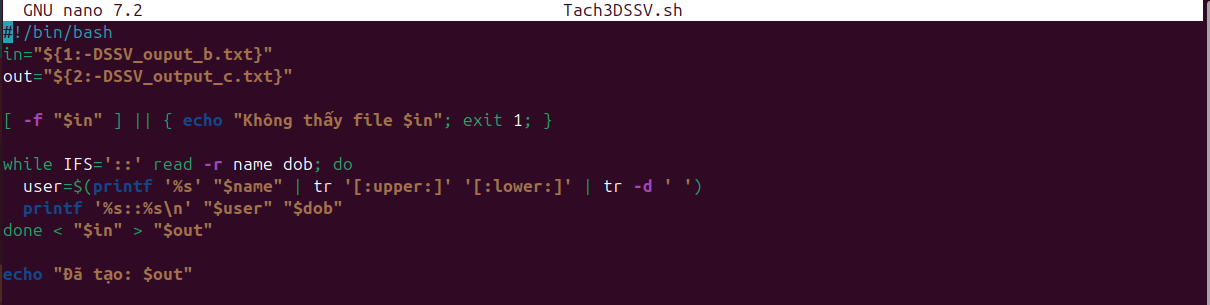 GNU nano 7.2 Tach3DSSV.sh
#!/bin/bash
in="${1:-DSSV_ouput_b.txt}"
out="${2:-DSSV_output_c.txt}"
[ -f "$in" ] || { echo "Không thấy file $in"; exit 1; }
while IFS='::' read -r name dob; do
user=$(printf '%s' "$name" | tr '[:upper:]' '[:lower:]' | tr -d ' ')
printf '%s::%s\n' "$user" "$dob"
done < "$in" > "$out"
echo "Đã tạo: $out"